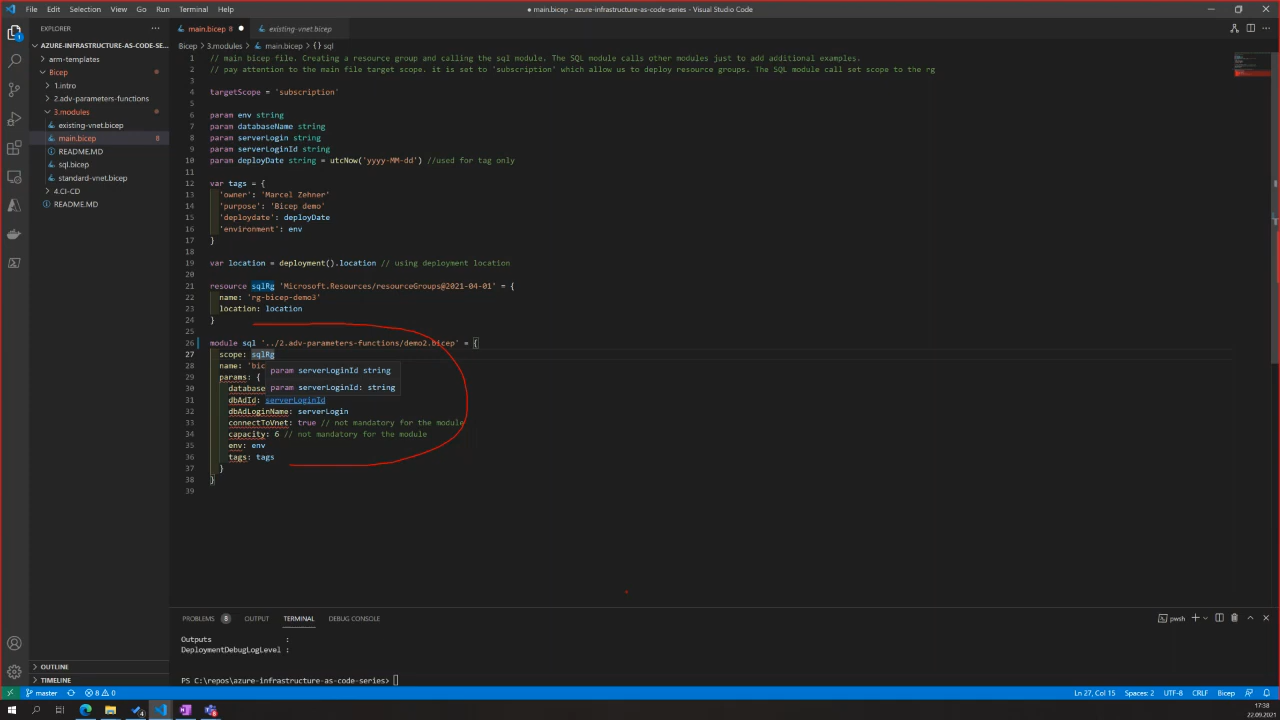 File Edit Selection View Go Run Terminal Help
● main.bicep - azure-infrastructure-as-code-series - Visual Studio Code
EXPLORER
AZURE-INFRASTRUCTURE-AS-CODE-SE...
arm-templates
Bicep
1.intro
2.adv-parameters-functions
3.modules
existing-vnet.bicep
main.bicep 8
README.MD
sql.bicep
standard-vnet.bicep
4.CI-CD
README.MD
OUTLINE
TIMELINE
main.bicep 8 ●
existing-vnet.bicep
Bicep > 3.modules > main.bicep > {} sql
1 // main bicep file. Creating a resource group and calling the sql module. The SQL module calls other modules just to add additional examples.
2 // pay attention to the main file target scope. it is set to 'subscription' which allow us to deploy resource groups. The SQL module call set scope to the rg
3
4 targetScope = 'subscription'
5
6 param env string
7 param databaseName string
8 param serverLogin string
9 param serverLoginId string
10 param deployDate string = utcNow('yyyy-MM-dd') //used for tag only
11
12 var tags = {
13 'owner': 'Marcel Zehner'
14 'purpose': 'Bicep demo'
15 'deploydate': deployDate
16 'environment': env
17 }
18
19 var location = deployment().location // using deployment location
20
21 resource sqlRg 'Microsoft.Resources/resourceGroups@2021-04-01' = {
22 name: 'rg-bicep-demo3'
23 location: location
24 }
25
26 module sql '../2.adv-parameters-functions/demo2.bicep' = {
27 scope: sqlRg
28 name: 'bic
param serverLoginId string
29 params: {
param serverLoginId: string
30 database
31 dbAdId: serverLoginId
32 dbAdLoginName: serverLogin
33 connectToVnet: true // not mandatory for the module
34 capacity: 6 // not mandatory for the module
35 env: env
36 tags: tags
37 }
38 }
39
PROBLEMS 8 OUTPUT TERMINAL DEBUG CONSOLE
pwsh
Outputs :
DeploymentDebugLogLevel :
PS C:\repos\azure-infrastructure-as-code-series>
master 8 0
Ln 27, Col 15 Spaces: 2 UTF-8 CRLF Bicep
17:38
22.09.2021